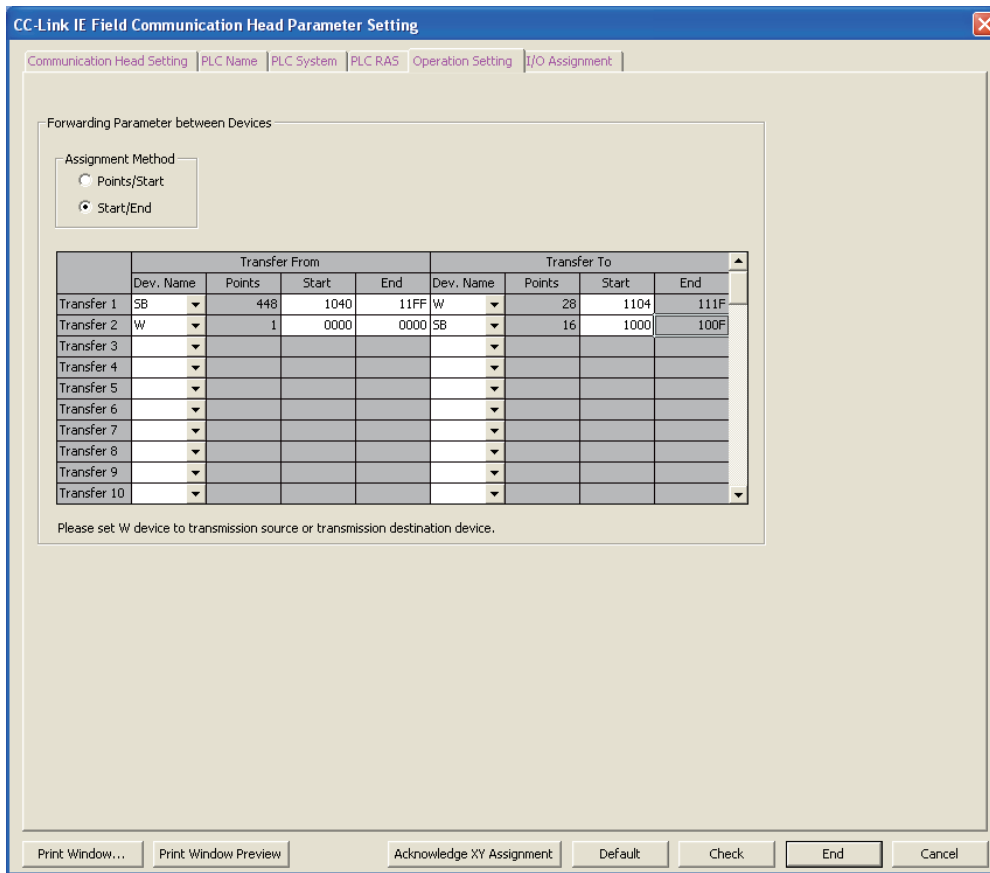 CC-Link IE Field Communication Head Parameter Setting
Communication Head Setting PLC Name PLC System PLC RAS Operation Setting I/O Assignment
Forwarding Parameter between Devices
Assignment Method
Points/Start
Start/End
Transfer From Transfer To
Dev. Name Points Start End Dev. Name Points Start End
Transfer 1 SB 448 1040 11FF W 28 1104 111F
Transfer 2 W 1 0000 0000 SB 16 1000 100F
Transfer 3
Transfer 4
Transfer 5
Transfer 6
Transfer 7
Transfer 8
Transfer 9
Transfer 10
Please set W device to transmission source or transmission destination device.
Print Window... Print Window Preview Acknowledge XY Assignment Default Check End Cancel